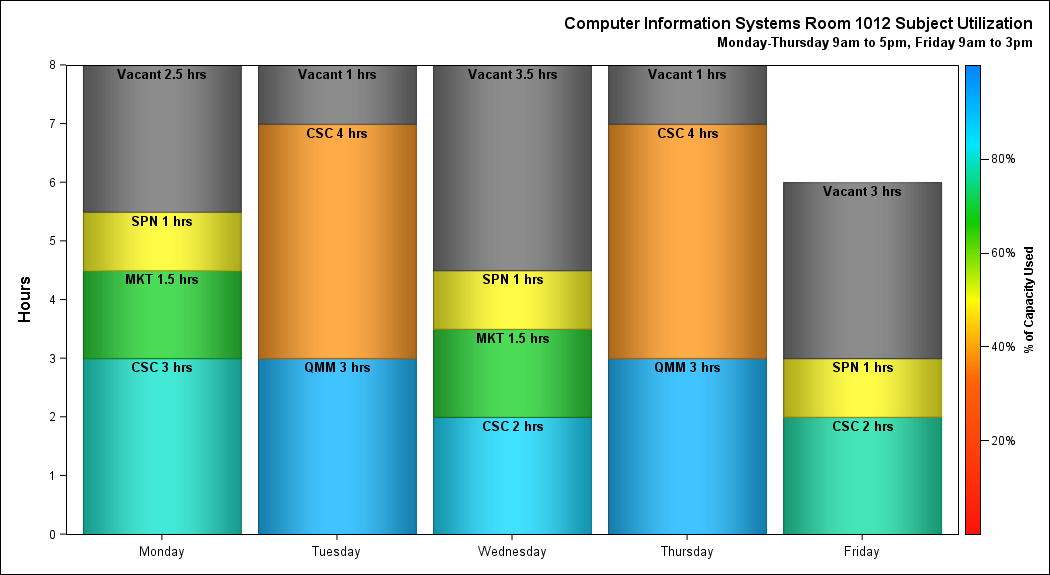 Computer Information Systems Room 1012 Subject Utilization
Monday-Thursday 9am to 5pm, Friday 9am to 3pm
Hours
8
7
6
5
4
3
2
1
0
Vacant 2.5 hrs
SPN 1 hrs
MKT 1.5 hrs
CSC 3 hrs
Vacant 1 hrs
CSC 4 hrs
QMM 3 hrs
Vacant 3.5 hrs
SPN 1 hrs
MKT 1.5 hrs
CSC 2 hrs
Vacant 1 hrs
CSC 4 hrs
QMM 3 hrs
Vacant 3 hrs
SPN 1 hrs
CSC 2 hrs
Monday
Tuesday
Wednesday
Thursday
Friday
80%
60%
40%
20%
% of Capacity Used